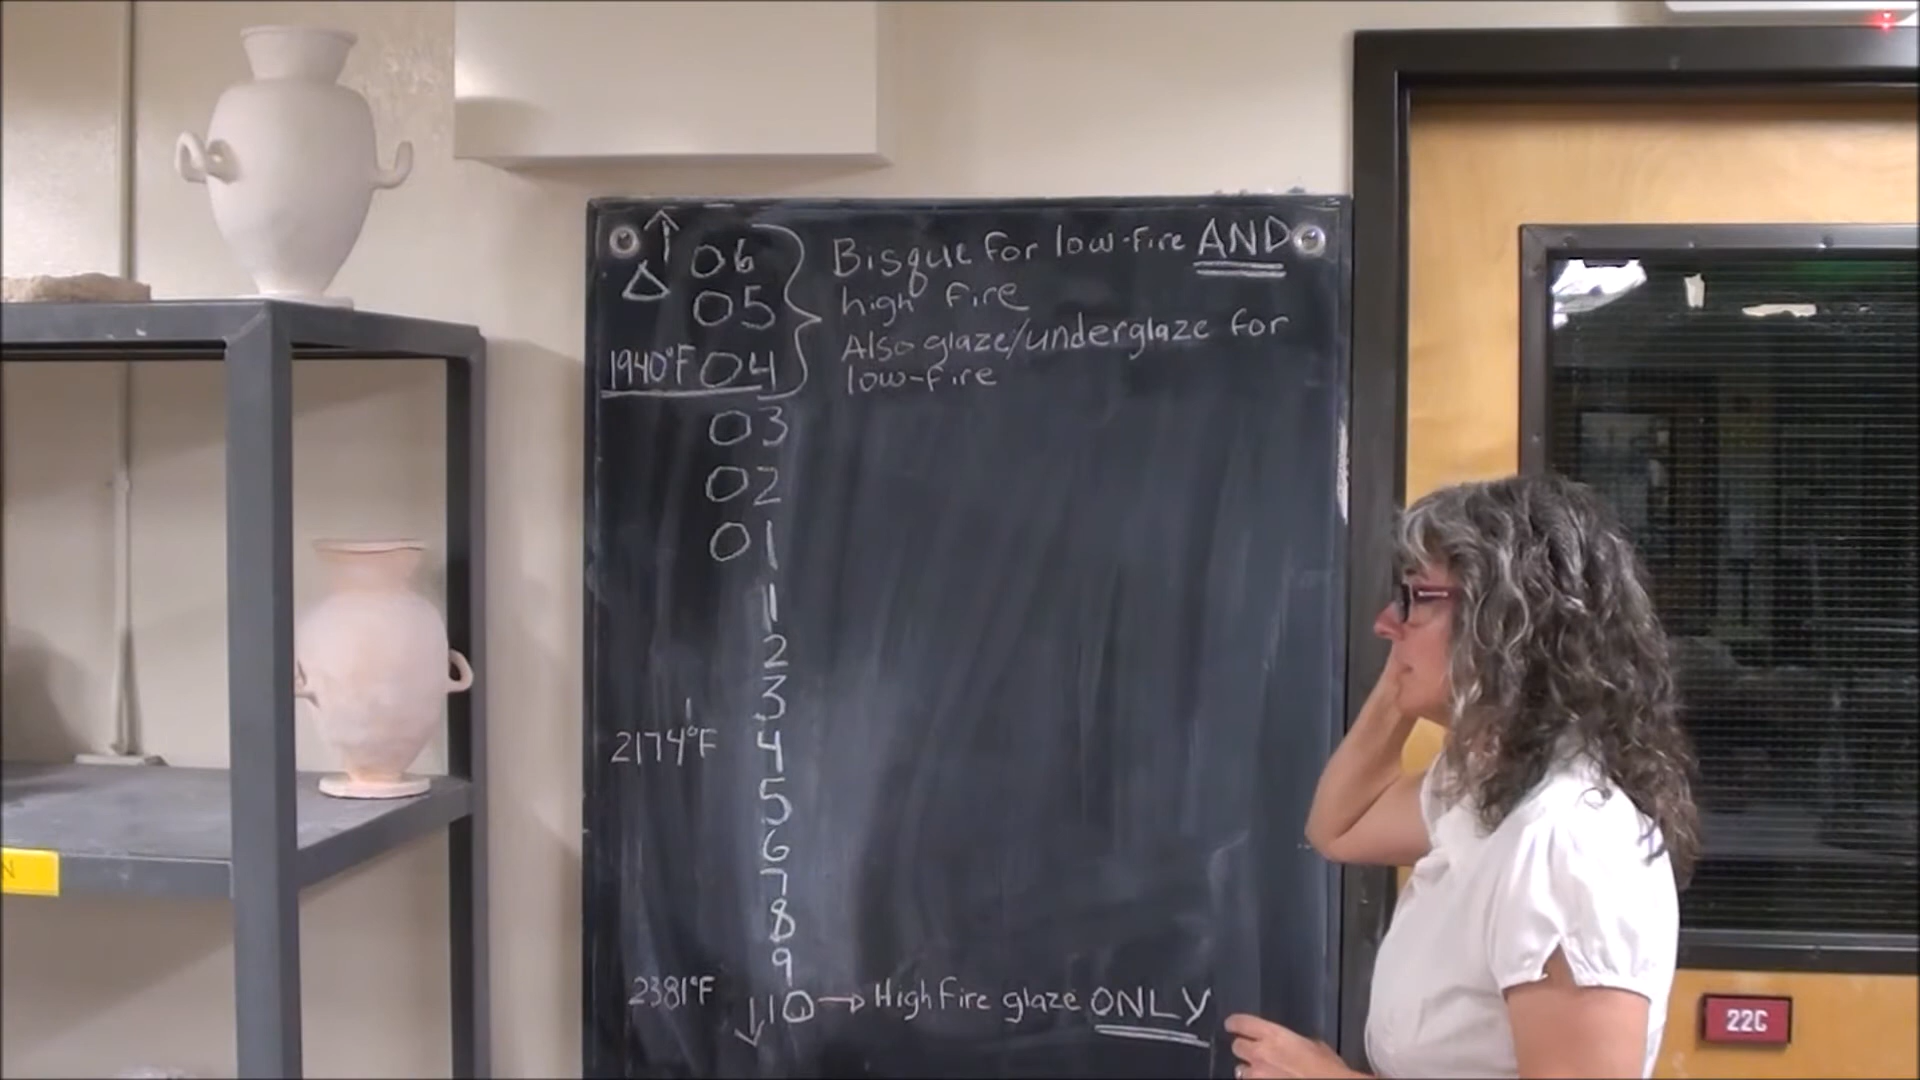 06 Bisque for low-fire AND
05 high fire
Also glaze/underglaze for
1940°F 04 low-fire
03
02
01
1
2
3
2174°F 4
5
6
7
8
9
2381°F 10 → High Fire glaze ONLY
22C